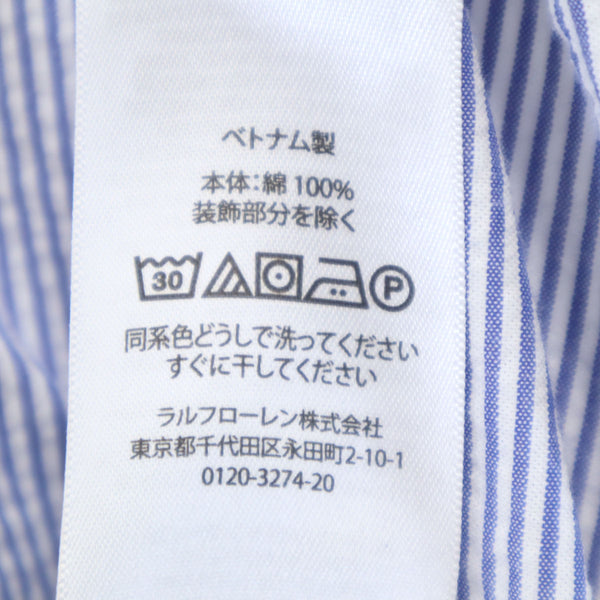 ベトナム製
本体：綿 100%
装飾部分を除く
30 P
同系色どうしで洗ってください
すぐに干してください
ラルフローレン株式会社
東京都千代田区永田町2-10-1
0120-3274-20